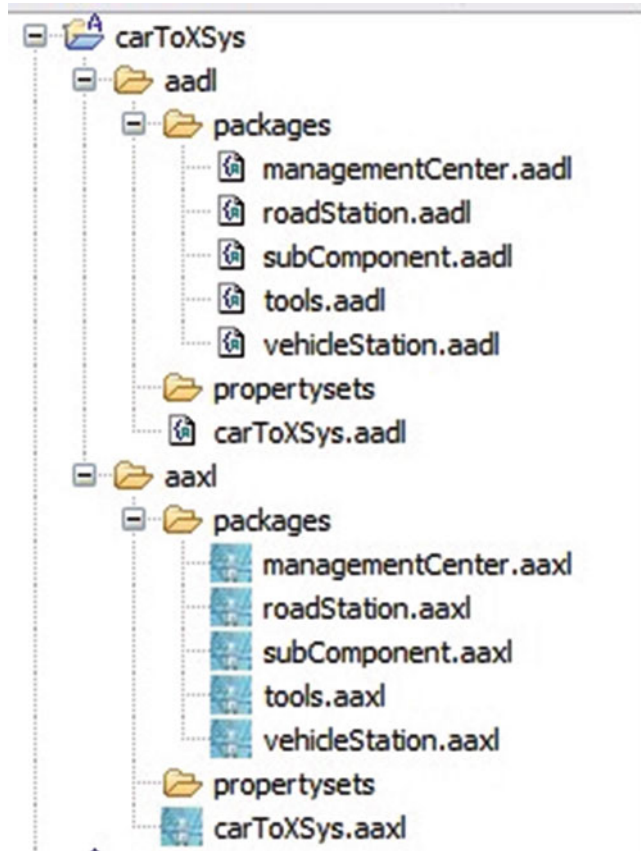 carToXSys
aadl
packages
managementCenter.aadl
roadStation.aadl
subComponent.aadl
tools.aadl
vehicleStation.aadl
propertysets
carToXSys.aadl
aaxl
packages
managementCenter.aaxl
roadStation.aaxl
subComponent.aaxl
tools.aaxl
vehicleStation.aaxl
propertysets
carToXSys.aaxl